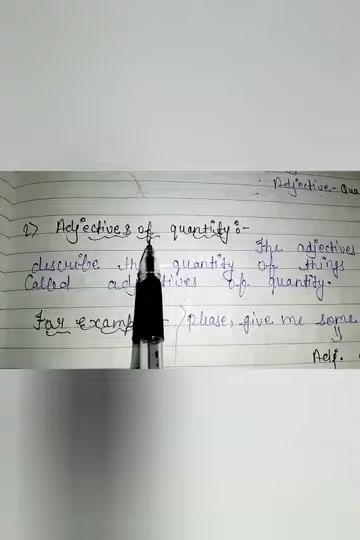 Adjective - Qua
2) Adjectives of quantity :-
The adjectives
describe the quantity of things
Called adjectives of quantity.
For example phease, give me some
Adj.